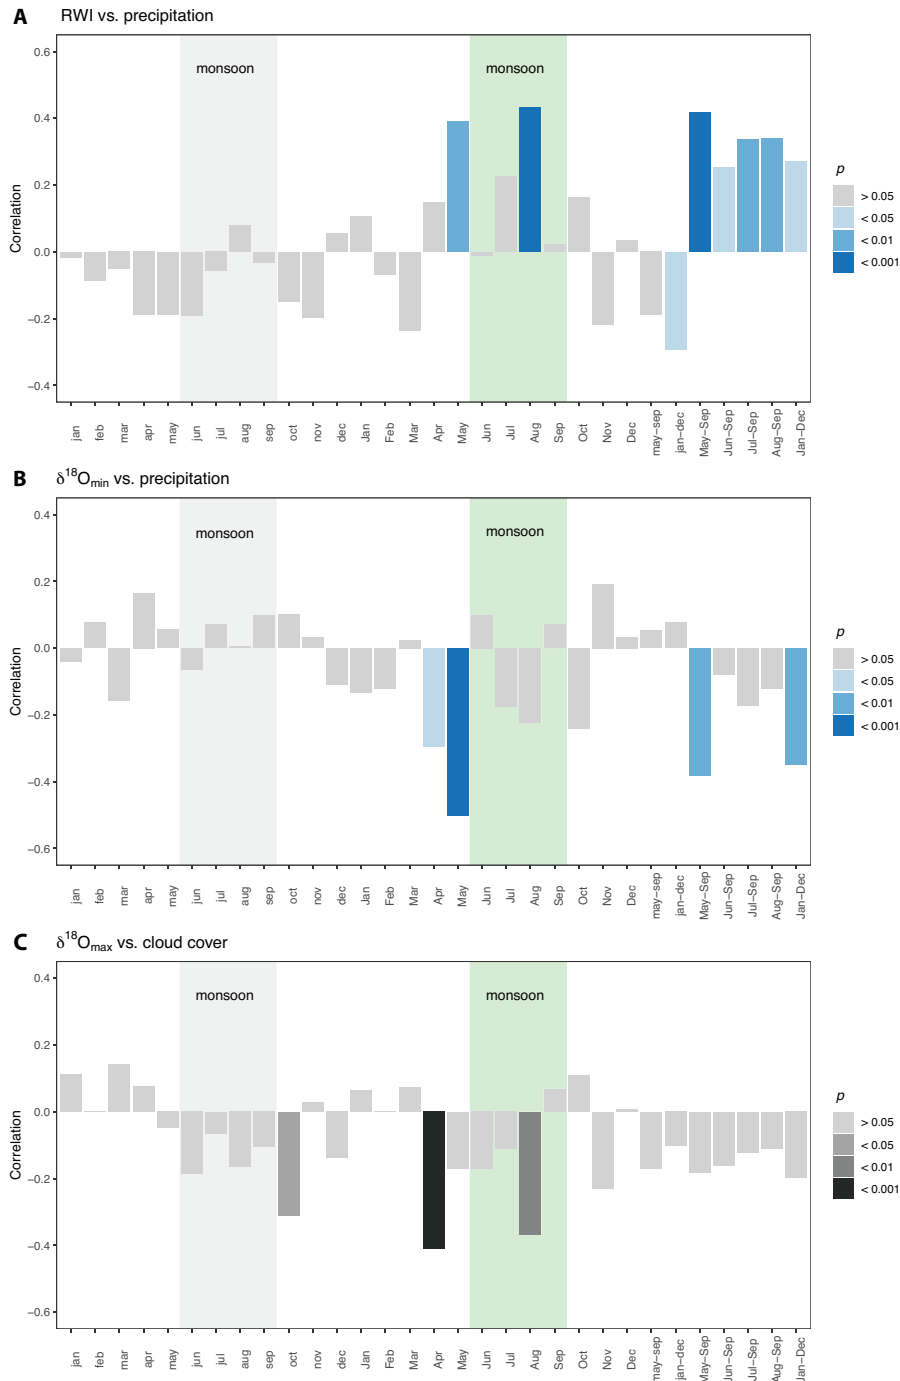 A RWI vs. precipitation
monsoon
monsoon
0.6
0.4
0.2
0.0
−0.2
−0.4
Correlation
jan feb mar apr may jun jul aug sep oct nov dec Jan Feb Mar Apr May Jun Jul Aug Sep Oct Nov Dec may−sep jan−dec May−Sep Jun−Sep Jul−Sep Aug−Sep Jan−Dec
p
> 0.05
< 0.05
< 0.01
< 0.001
B δ¹⁸Omin vs. precipitation
monsoon
monsoon
0.4
0.2
0.0
−0.2
−0.4
−0.6
Correlation
jan feb mar apr may jun jul aug sep oct nov dec Jan Feb Mar Apr May Jun Jul Aug Sep Oct Nov Dec may−sep jan−dec May−Sep Jun−Sep Jul−Sep Aug−Sep Jan−Dec
p
> 0.05
< 0.05
< 0.01
< 0.001
C δ¹⁸Omax vs. cloud cover
monsoon
monsoon
0.4
0.2
0.0
−0.2
−0.4
−0.6
Correlation
jan feb mar apr may jun jul aug sep oct nov dec Jan Feb Mar Apr May Jun Jul Aug Sep Oct Nov Dec may−sep jan−dec May−Sep Jun−Sep Jul−Sep Aug−Sep Jan−Dec
p
> 0.05
< 0.05
< 0.01
< 0.001